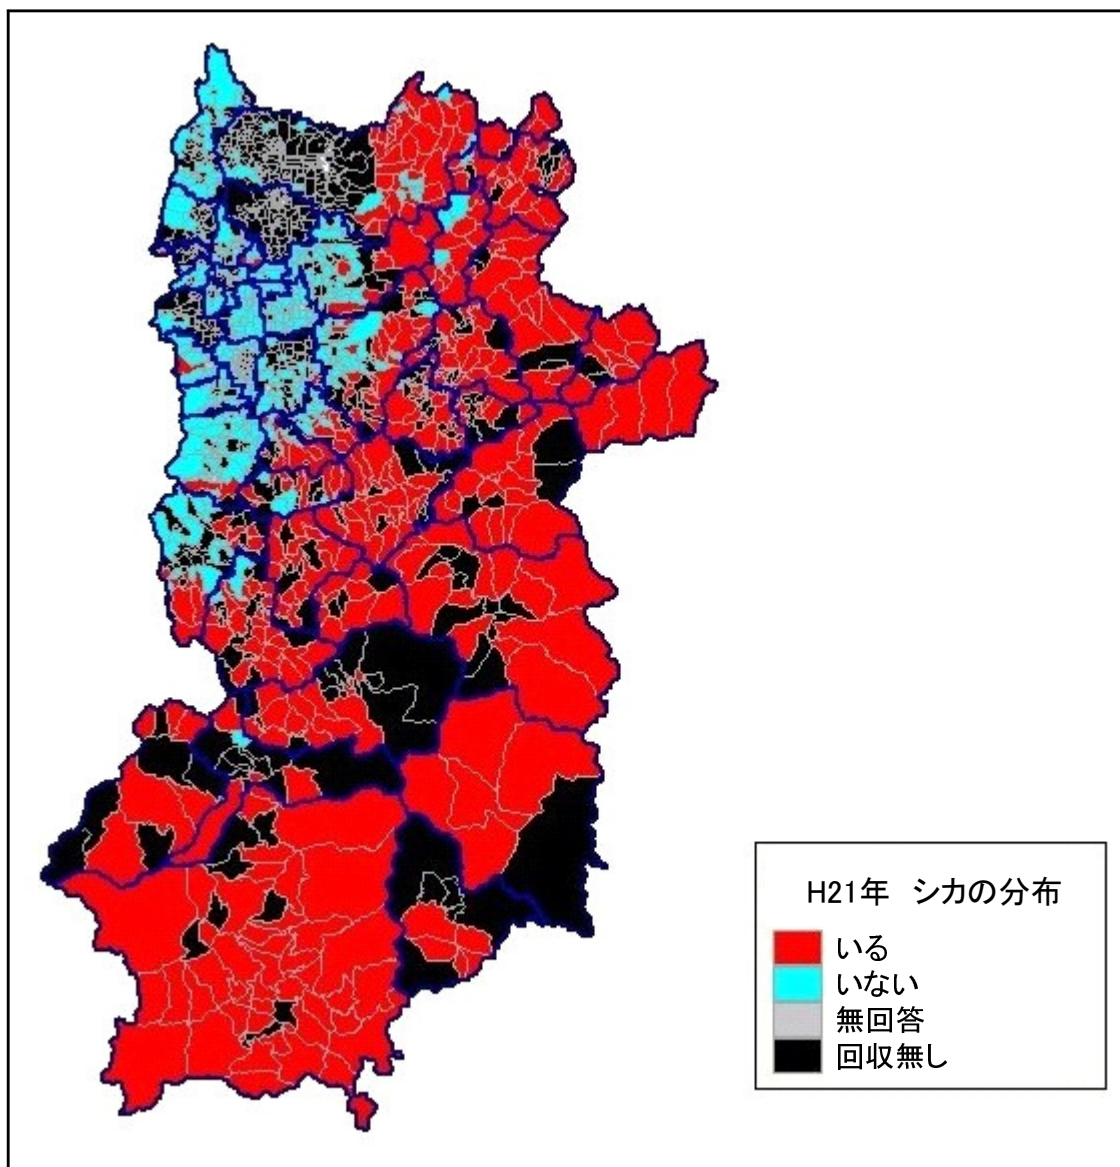 H21年 シカの分布
いる
いない
無回答
回収無し